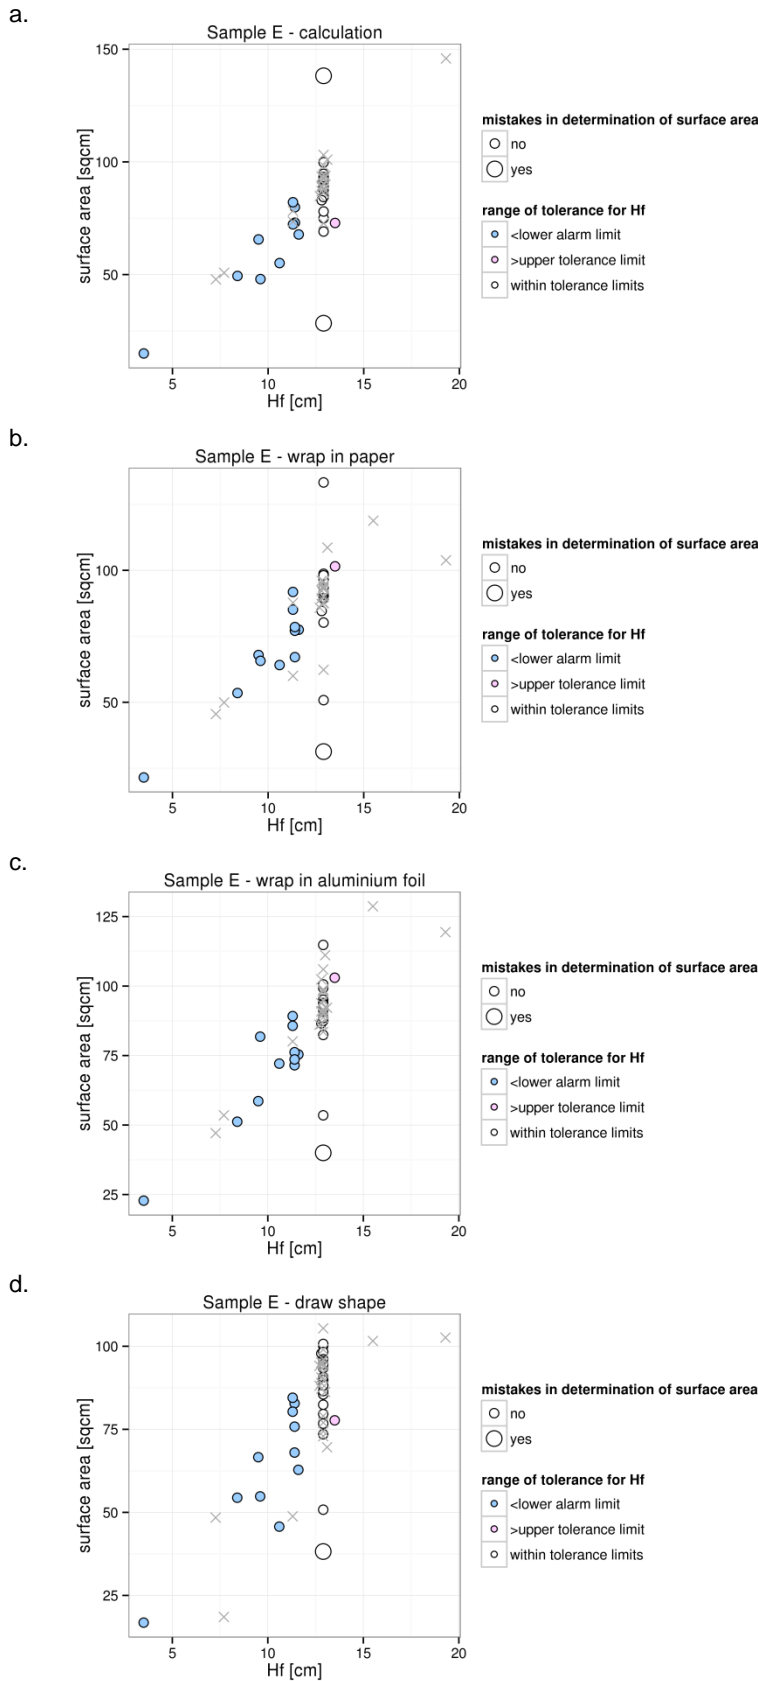 a.
Sample E - calculation
150
100
50
surface area [sqcm]
5 10 15 20
Hf [cm]
mistakes in determination of surface area
no
yes
range of tolerance for Hf
<lower alarm limit
>upper tolerance limit
within tolerance limits
b.
Sample E - wrap in paper
100
50
surface area [sqcm]
5 10 15 20
Hf [cm]
mistakes in determination of surface area
no
yes
range of tolerance for Hf
<lower alarm limit
>upper tolerance limit
within tolerance limits
c.
Sample E - wrap in aluminium foil
125
100
75
50
25
surface area [sqcm]
5 10 15 20
Hf [cm]
mistakes in determination of surface area
no
yes
range of tolerance for Hf
<lower alarm limit
>upper tolerance limit
within tolerance limits
d.
Sample E - draw shape
100
75
50
25
surface area [sqcm]
5 10 15 20
Hf [cm]
mistakes in determination of surface area
no
yes
range of tolerance for Hf
<lower alarm limit
>upper tolerance limit
within tolerance limits